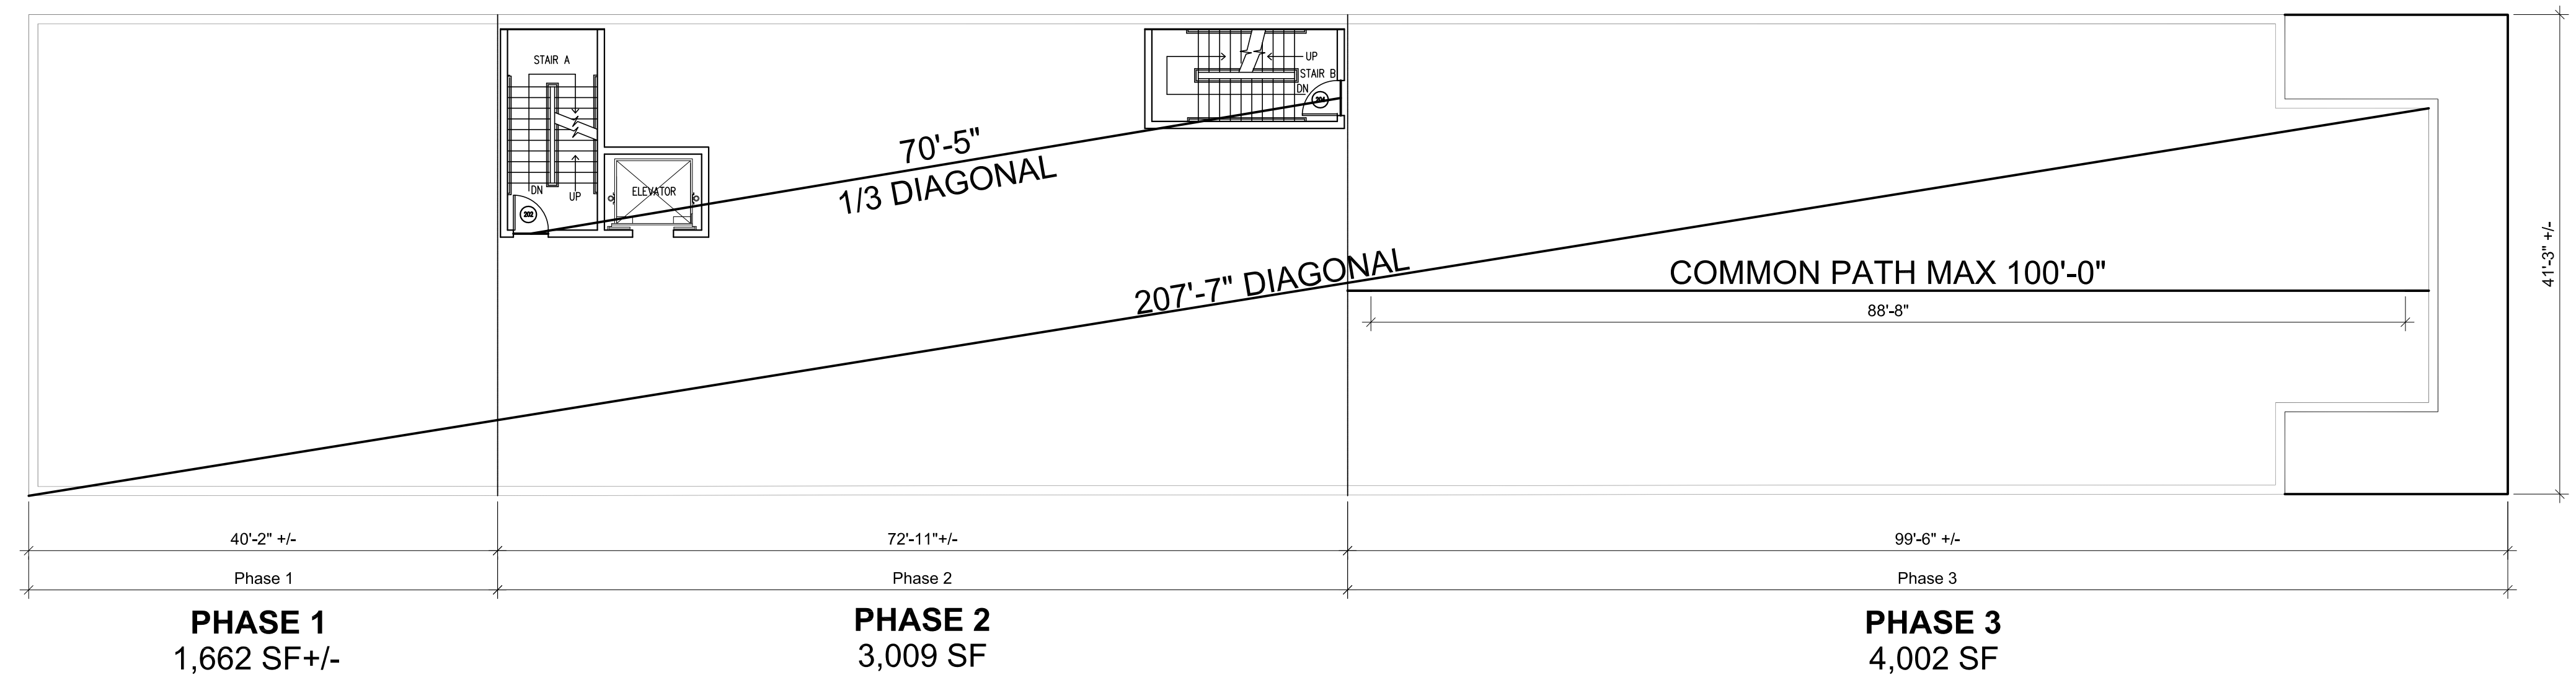 STAIR A
UP
STAIR B
DN
204
70'-5"
1/3 DIAGONAL
DN
UP
ELEVATOR
202
207'-7" DIAGONAL
COMMON PATH MAX 100'-0"
88'-8"
41'-3" +/-
40'-2" +/-
72'-11"+/-
99'-6" +/-
Phase 1
Phase 2
Phase 3
PHASE 1
1,662 SF+/-
PHASE 2
3,009 SF
PHASE 3
4,002 SF